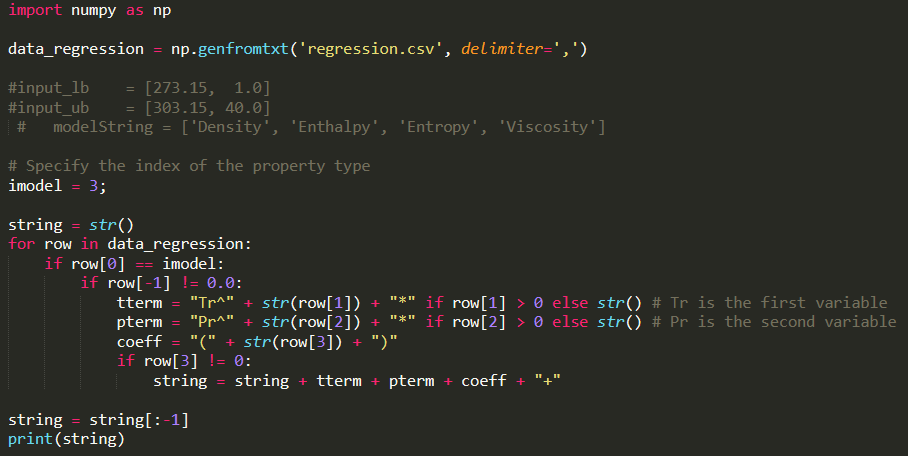 import numpy as np
data_regression = np.genfromtxt('regression.csv', delimiter=',')
#input_lb    = [273.15,  1.0]
#input_ub    = [303.15, 40.0]
 #   modelString = ['Density', 'Enthalpy', 'Entropy', 'Viscosity']
# Specify the index of the property type
imodel = 3;
string = str()
for row in data_regression:
    if row[0] == imodel:
        if row[-1] != 0.0:
            tterm = "Tr^" + str(row[1]) + "*" if row[1] > 0 else str() # Tr is the first variable
            pterm = "Pr^" + str(row[2]) + "*" if row[2] > 0 else str() # Pr is the second variable
            coeff = "(" + str(row[3]) + ")"
            if row[3] != 0:
                string = string + tterm + pterm + coeff + "+"
string = string[:-1]
print(string)